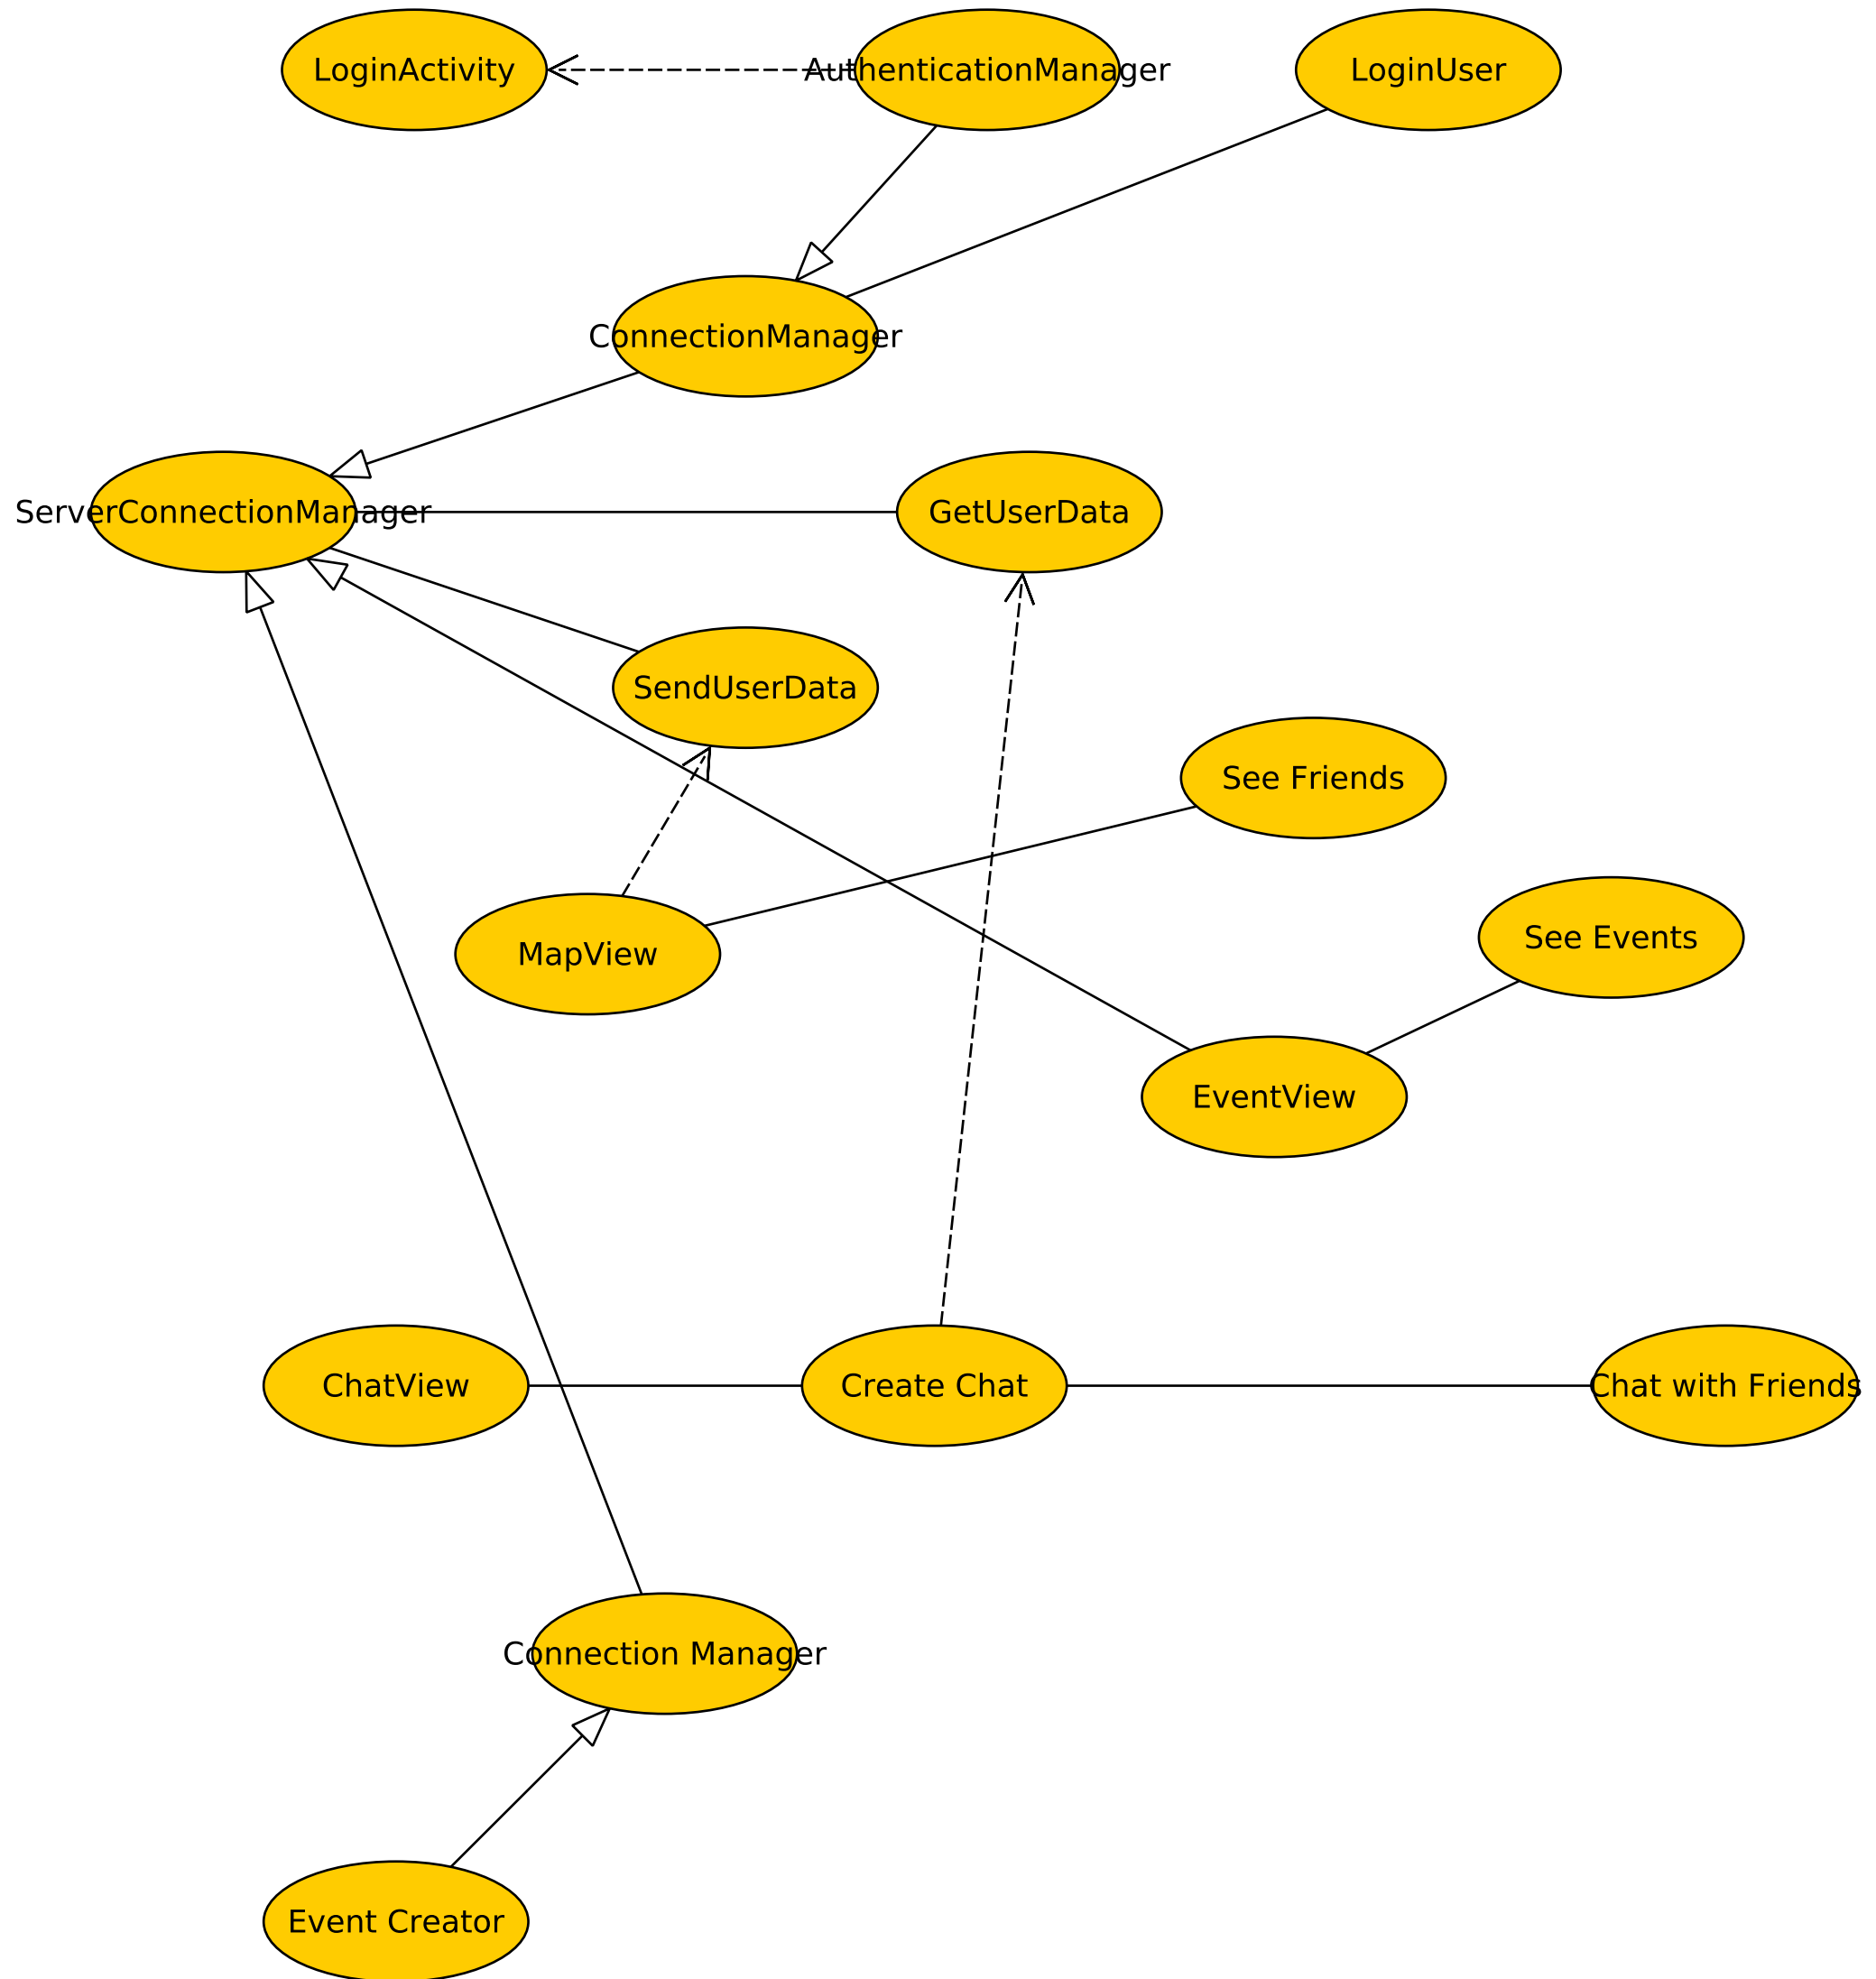 LoginActivity
AuthenticationManager
LoginUser
ConnectionManager
ServerConnectionManager
GetUserData
SendUserData
See Friends
See Events
MapView
EventView
ChatView
Create Chat
Chat with Friends
Connection Manager
Event Creator